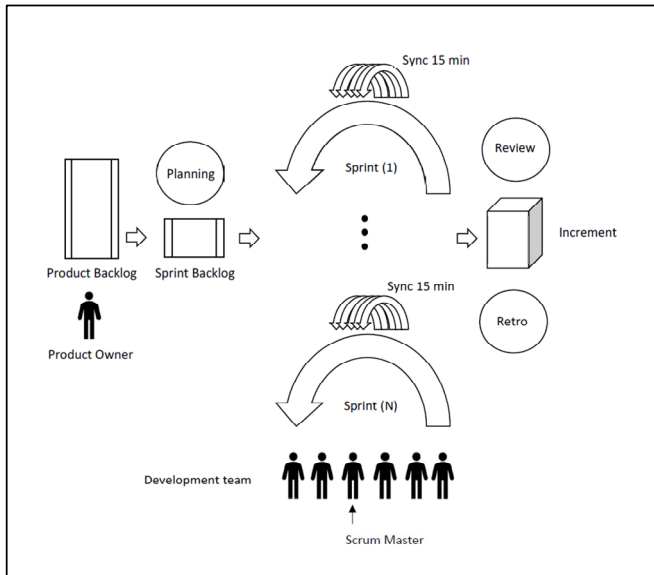 Sync 15 min
Planning
Sprint (1)
Review
Product Backlog
Sprint Backlog
Increment
Product Owner
Sync 15 min
Retro
Sprint (N)
Development team
Scrum Master